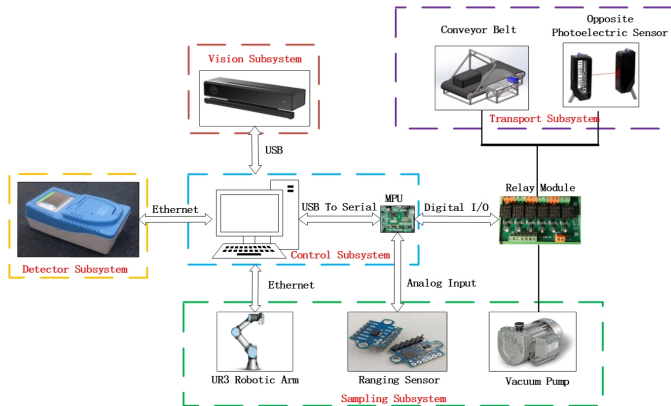 Conveyor Belt
Opposite
Photoelectric Sensor
Vision Subsystem
Transport Subsystem
USB
Relay Module
MPU
Ethernet
USB To Serial
Digital I/O
Control Subsystem
Detector Subsystem
Ethernet
Analog Input
UR3 Robotic Arm
Ranging Sensor
Vacuum Pump
Sampling Subsystem